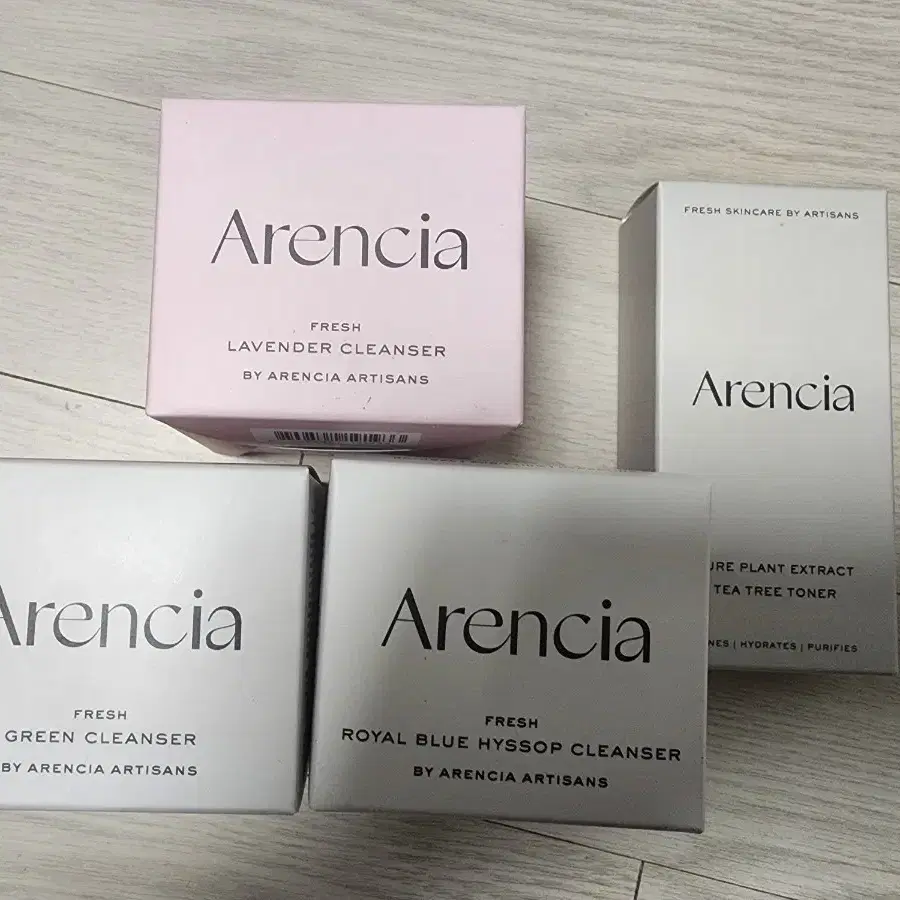 Arencia
FRESH
LAVENDER CLEANSER
BY ARENCIA ARTISANS
FRESH SKINCARE BY ARTISANS
Arencia
PLANT EXTRACT
TEA TREE TONER
| HYDRATES | PURIFIES
Arencia
FRESH
GREEN CLEANSER
BY ARENCIA ARTISANS
Arencia
FRESH
ROYAL BLUE HYSSOP CLEANSER
BY ARENCIA ARTISANS